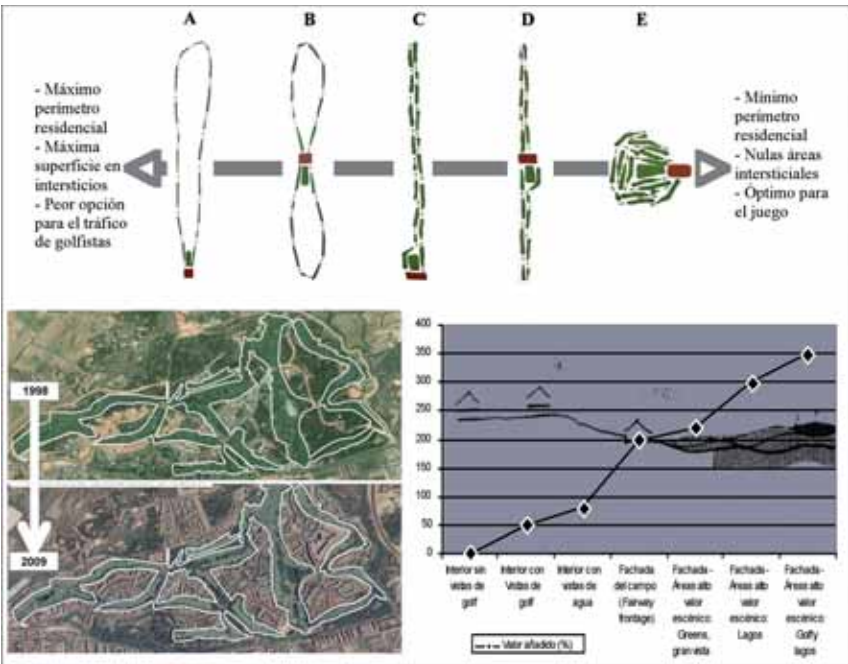 A B C D E
- Máximo
perímetro
residencial
- Máxima
superficie en
intersticios
- Peor opción
para el tráfico
de golfistas
- Mínimo
perímetro
residencial
- Nulas áreas
intersticiales
- Óptimo para
el juego
1998
2009
400
350
300
250
200
150
100
50
0
Interior sin
vistas de
golf
Interior con
Vistas de
golf
Interior con
vistas de
agua
Fachada
del campo
(Fairway
frontage)
Fachada -
Áreas alto
valor
escénico:
Greens,
gran vista
Fachada -
Áreas alto
valor
escénico:
Lagos
Fachada -
Áreas alto
valor
escénico:
Golf y
lagos
Valor añadido (%)